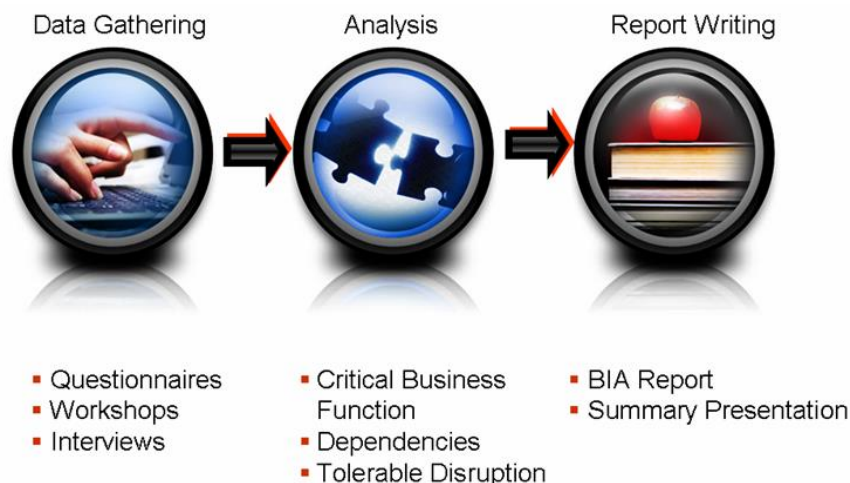 Data Gathering
Analysis
Report Writing
▪ Questionnaires
▪ Workshops
▪ Interviews
▪ Critical Business
Function
▪ Dependencies
▪ Tolerable Disruption
▪ BIA Report
▪ Summary Presentation